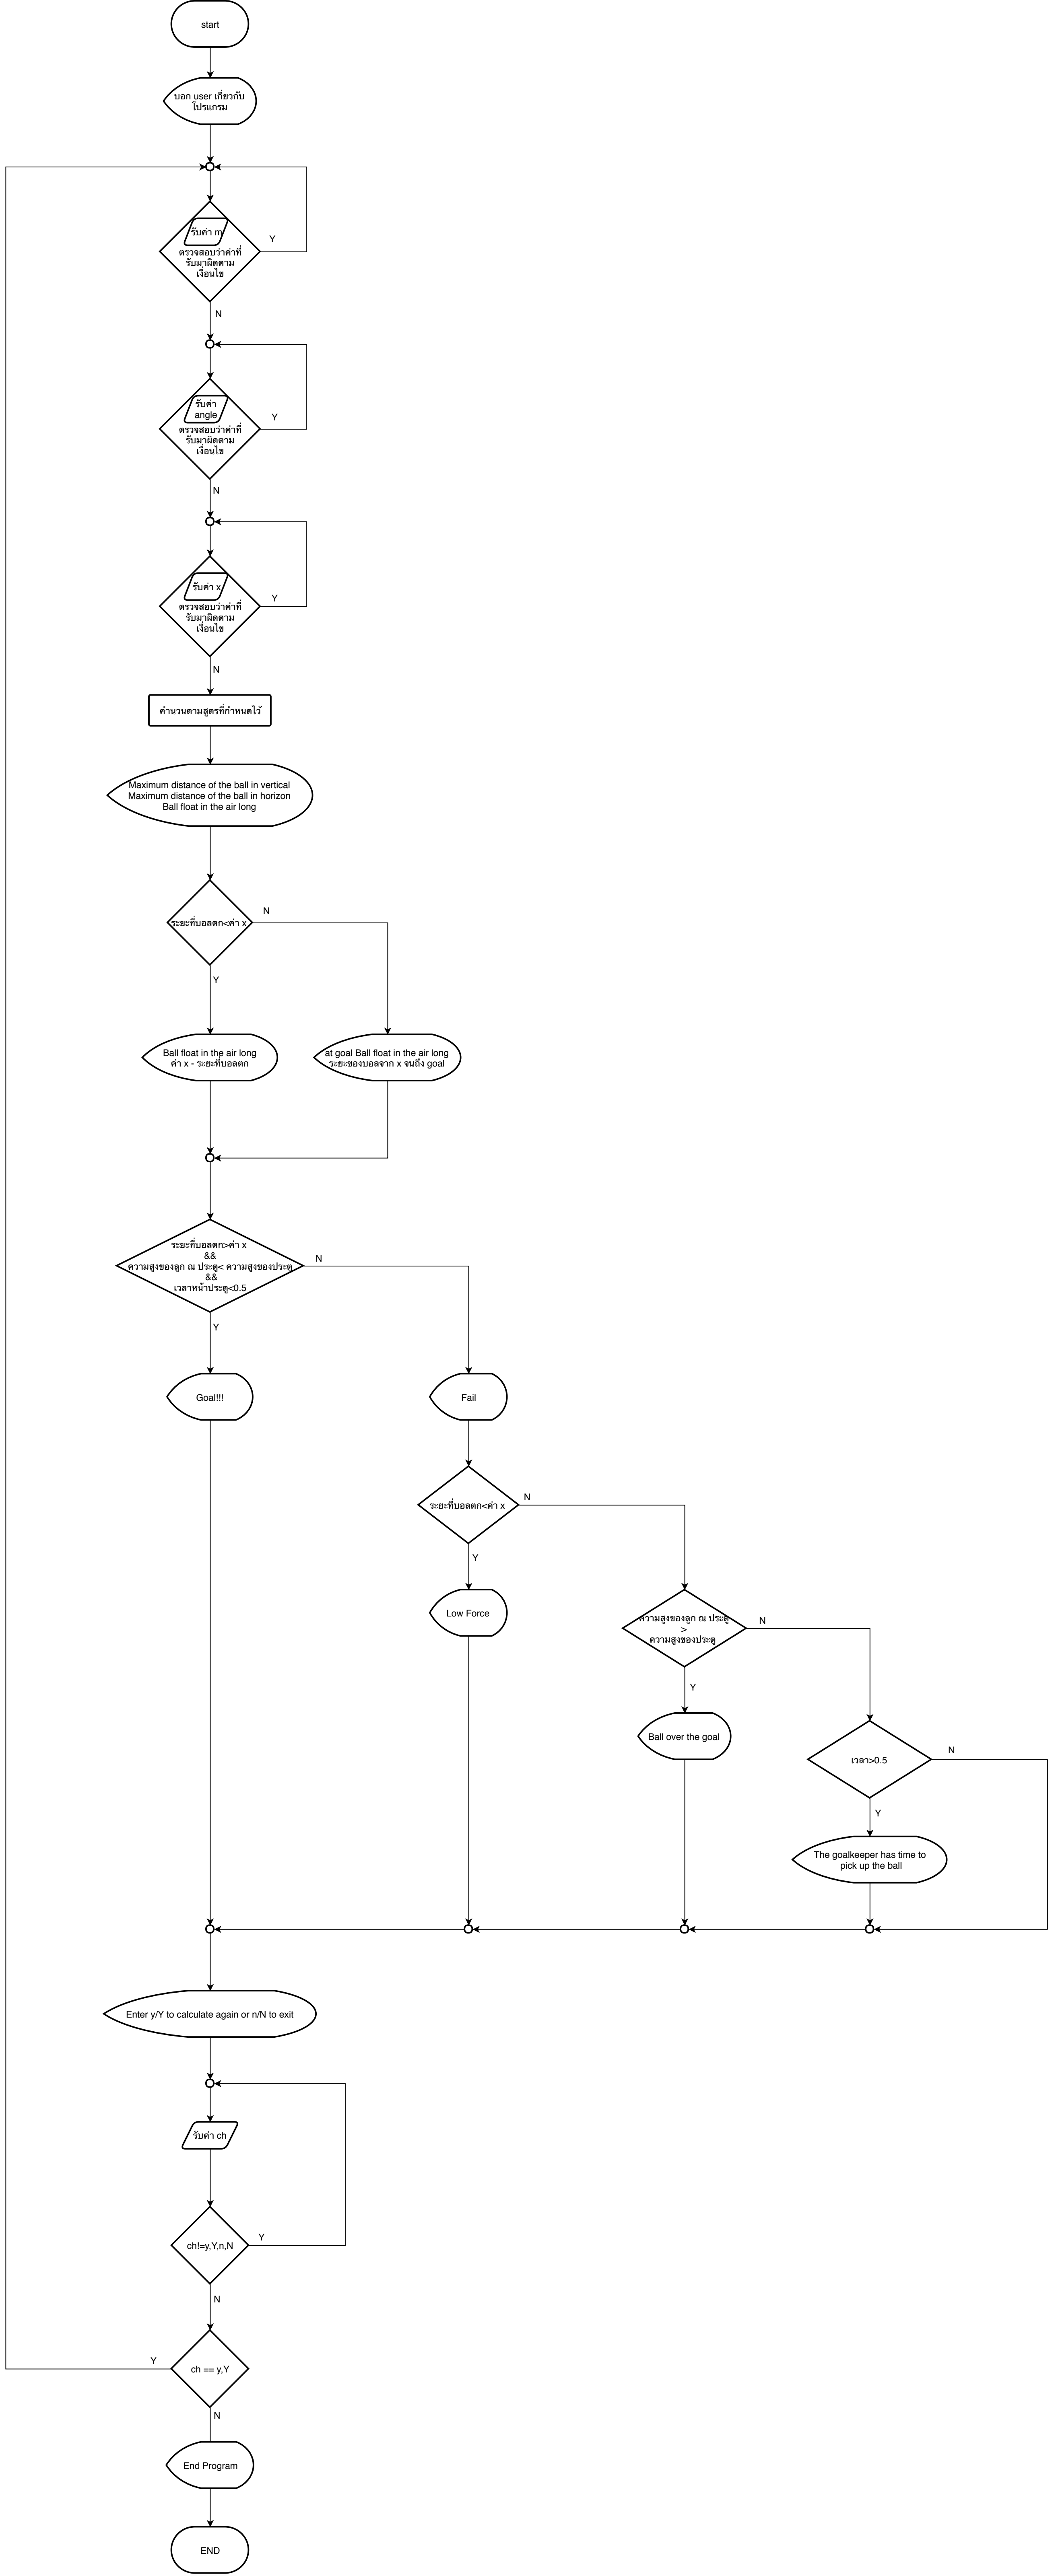 start
บอก user เกี่ยวกับ
โปรแกรม
รับค่า m
Y
ตรวจสอบว่าค่าที่
รับมาผิดตาม
เงื่อนไข
N
รับค่า
angle
Y
ตรวจสอบว่าค่าที่
รับมาผิดตาม
เงื่อนไข
N
รับค่า x
Y
ตรวจสอบว่าค่าที่
รับมาผิดตาม
เงื่อนไข
N
คำนวนตามสูตรที่กำหนดไว้
Maximum distance of the ball in vertical
Maximum distance of the ball in horizon
Ball float in the air long
N
ระยะที่บอลตก<ค่า x
Y
Ball float in the air long
ค่า x - ระยะที่บอลตก
at goal Ball float in the air long
ระยะของบอลจาก x จนถึง goal
ระยะที่บอลตก>ค่า x
&&
ความสูงของลูก ณ ประตู< ความสูงของประตู
&&
เวลาหน้าประตู<0.5
N
Y
Goal!!!
Fail
ระยะที่บอลตก<ค่า x
N
Y
Low Force
ความสูงของลูก ณ ประตู
>
ความสูงของประตู
N
Y
Ball over the goal
เวลา>0.5
N
Y
The goalkeeper has time to
pick up the ball
Enter y/Y to calculate again or n/N to exit
รับค่า ch
Y
ch!=y,Y,n,N
N
Y
ch == y,Y
N
End Program
END